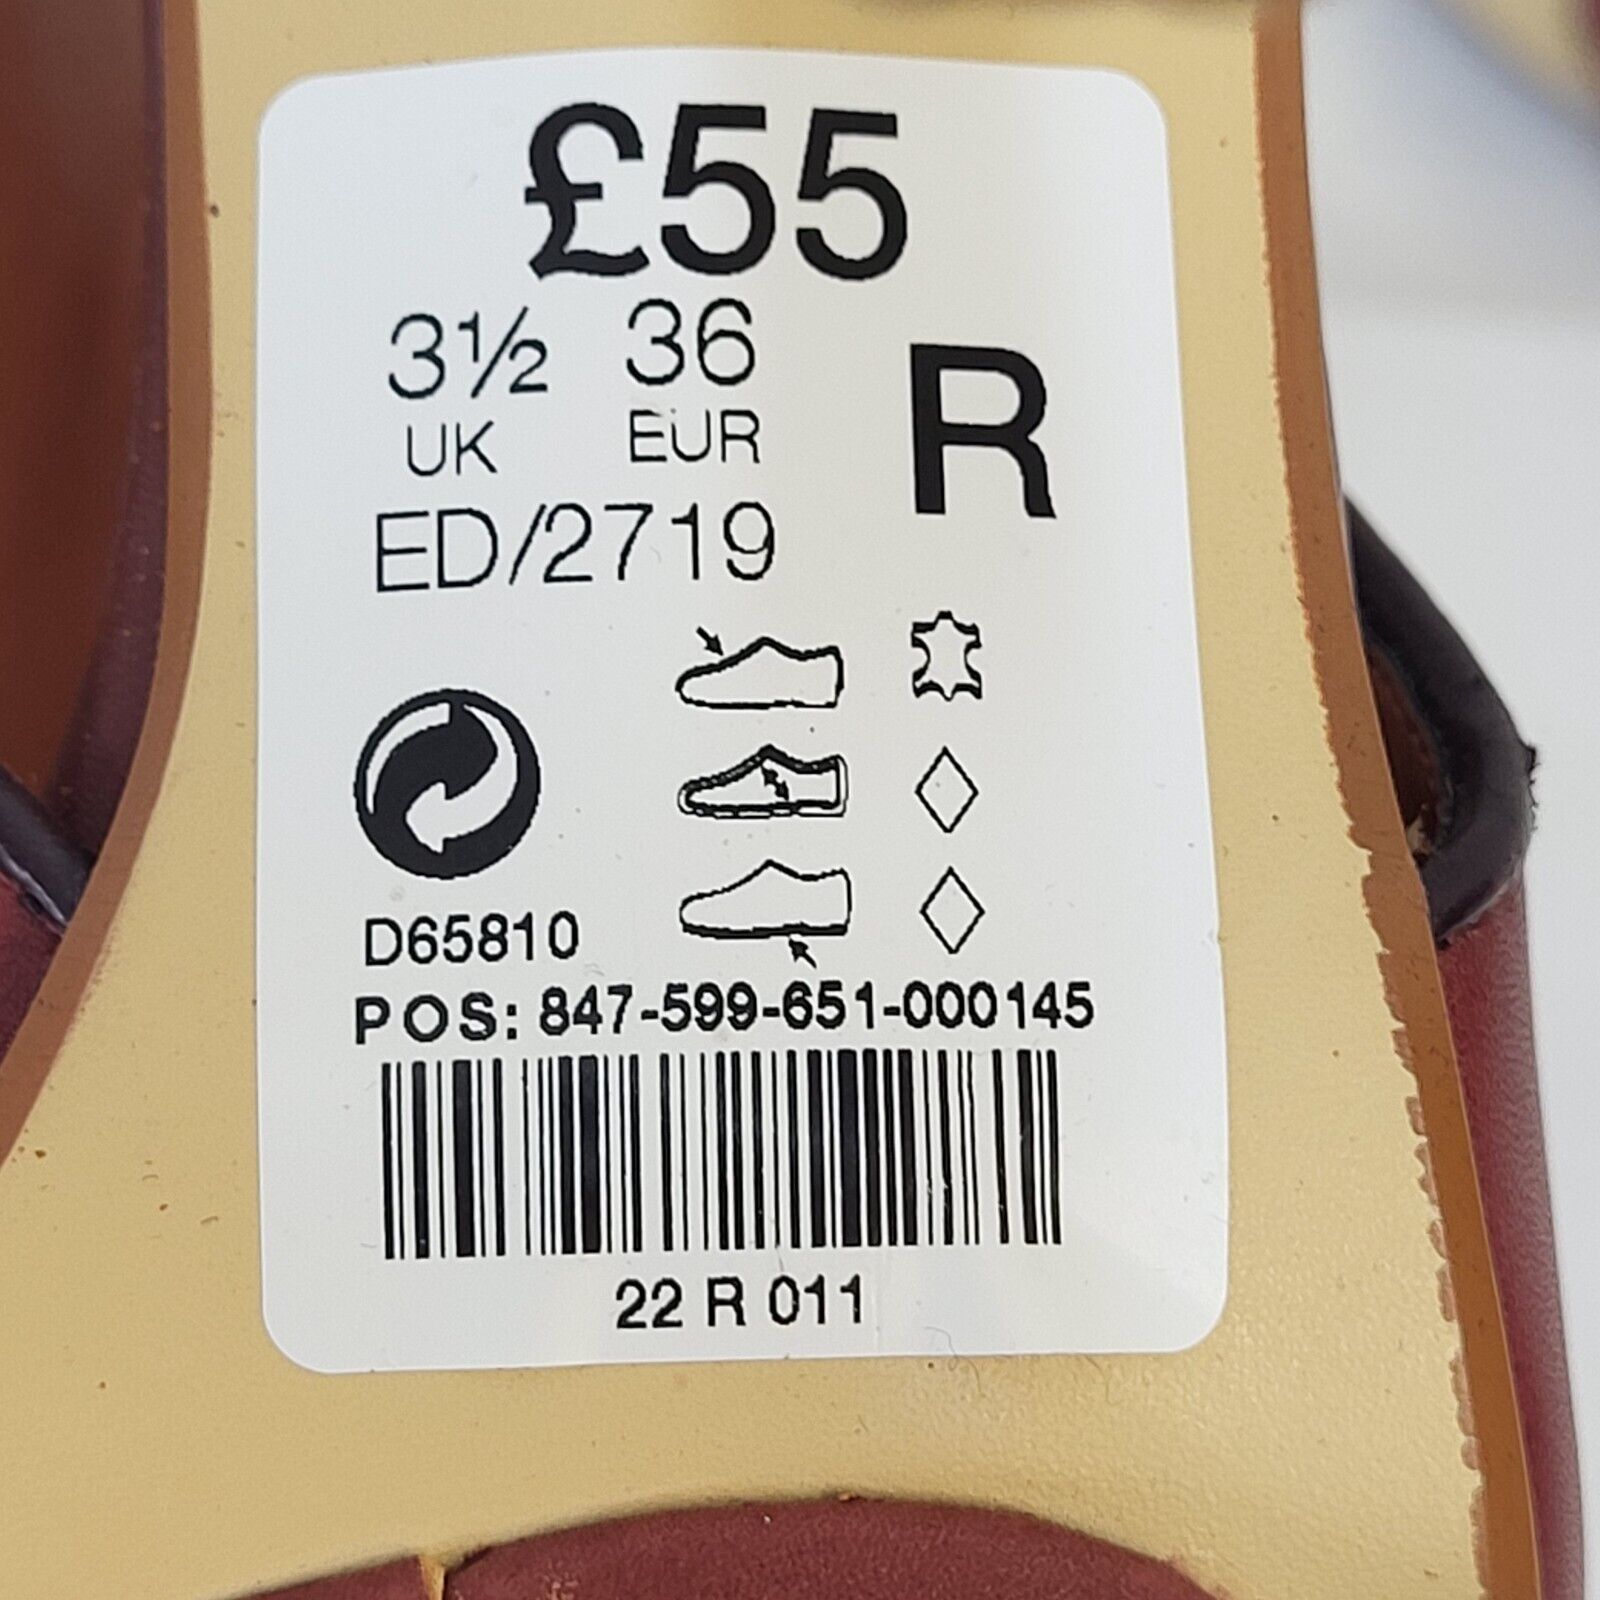 £55
3½ 36 R
UK EUR
ED/2719
D65810
POS: 847-599-651-000145
22 R 011